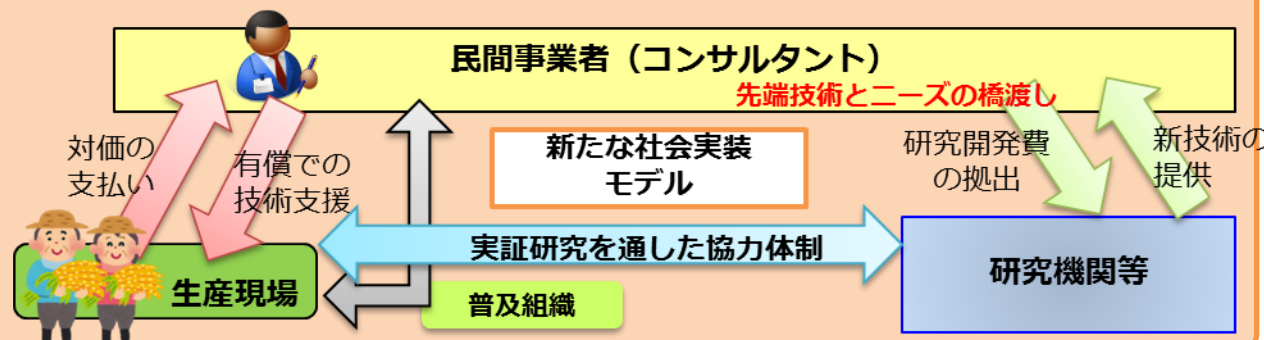 民間事業者（コンサルタント）
先端技術とニーズの橋渡し
対価の
支払い
有償での
技術支援
新たな社会実装
モデル
研究開発費
の拠出
新技術の
提供
実証研究を通した協力体制
生産現場
普及組織
研究機関等